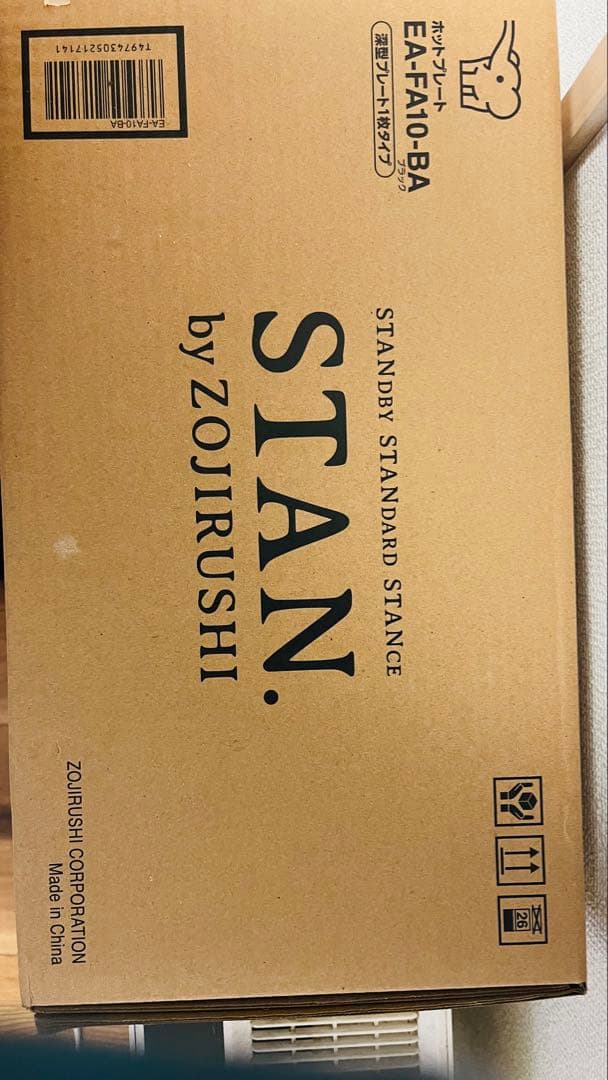 ホットプレート
EA-FA10-BA
ブラック
深型プレート1枚タイプ
STANDBY STANDARD STANCE
STAN.
by ZOJIRUSHI
EA-FA10-BA
T4974305217141
26
ZOJIRUSHI CORPORATION
Made in China